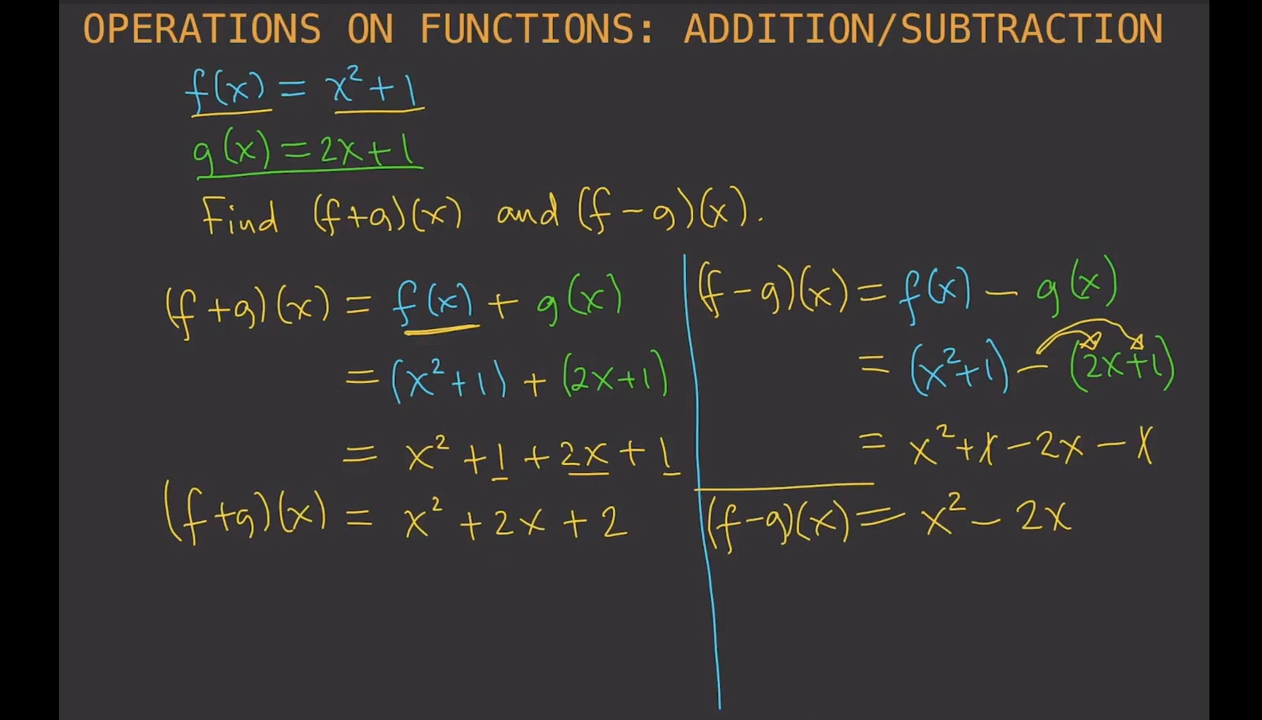 OPERATIONS ON FUNCTIONS: ADDITION/SUBTRACTION
f(x) = x² + 1
g(x) = 2x + 1
Find (f+g)(x) and (f-g)(x).
(f+g)(x) = f(x) + g(x)
= (x²+1) + (2x+1)
= x² + 1 + 2x + 1
(f+g)(x) = x² + 2x + 2
(f-g)(x) = f(x) - g(x)
= (x²+1) - (2x+1)
= x² + 1 - 2x - 1
(f-g)(x) = x² - 2x